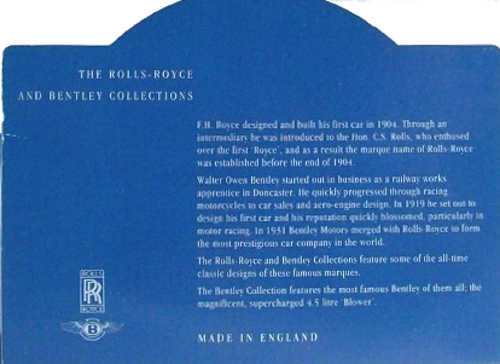 THE ROLLS-ROYCE
AND BENTLEY COLLECTIONS
F.H. Royce designed and built his first car in 1904. Through an
intermediary he was introduced to the Hon. C.S. Rolls, who enthused
over the first 'Royce', and as a result the marque name of Rolls-Royce
was established before the end of 1904.
Walter Owen Bentley started out in business as a railway works
apprentice in Doncaster. He quickly progressed through racing
motorcycles to car sales and aero-engine design. In 1919 he set out to
design his first car and his reputation quickly blossomed, particularly in
motor racing. In 1931 Bentley Motors merged with Rolls-Royce to form
the most prestigious car company in the world.
The Rolls-Royce and Bentley Collections feature some of the all-time
classic designs of these famous marques.
The Bentley Collection features the most famous Bentley of them all; the
magnificent, supercharged 4.5 litre 'Blower'.
ROLLS
RR
ROYCE
B
MADE IN ENGLAND